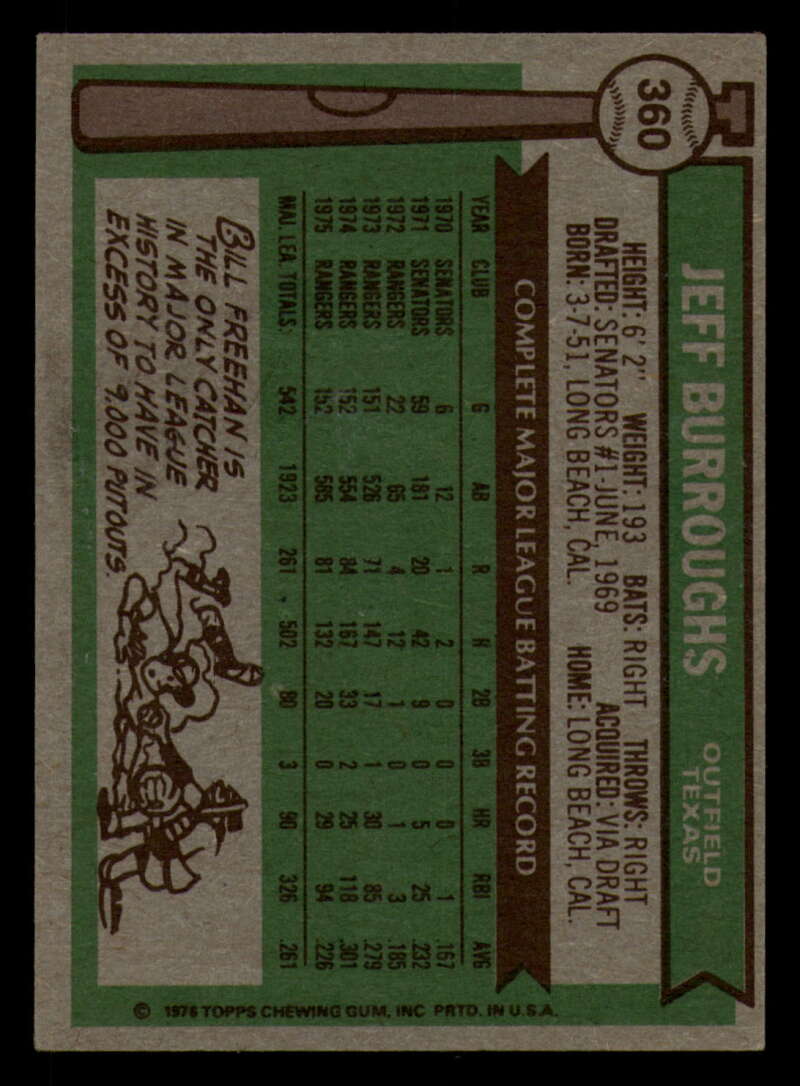 360
JEFF BURROUGHS
OUTFIELD
TEXAS
HEIGHT: 6' 2" WEIGHT: 193 BATS: RIGHT THROWS: RIGHT
DRAFTED: SENATORS #1-JUNE, 1969 ACQUIRED: VIA DRAFT
BORN: 3-7-51, LONG BEACH, CAL. HOME: LONG BEACH, CAL.
COMPLETE MAJOR LEAGUE BATTING RECORD
YEAR CLUB G AB R H 2B 3B HR RBI AVG
1970 SENATORS 6 12 1 2 0 0 0 1 .167
1971 SENATORS 59 181 20 42 9 0 5 25 .232
1972 RANGERS 22 65 4 12 1 0 1 3 .185
1973 RANGERS 151 526 71 147 17 1 30 85 .279
1974 RANGERS 152 554 84 167 33 2 25 118 .301
1975 RANGERS 152 585 81 132 20 0 29 94 .226
MAJ. LEA. TOTALS: 542 1923 261 502 80 3 90 326 .261
BILL FREEHAN IS
THE ONLY CATCHER
IN MAJOR LEAGUE
HISTORY TO HAVE IN
EXCESS OF 9,000 PUTOUTS.
© 1976 TOPPS CHEWING GUM, INC PRTD. IN U.S.A.